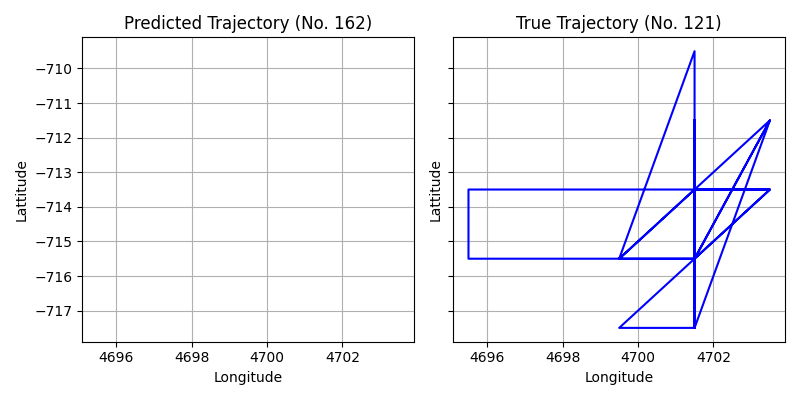 Predicted Trajectory (No. 162)
−710
−711
−712
−713
−714
−715
−716
−717
Lattitude
4696 4698 4700 4702
Longitude
True Trajectory (No. 121)
Lattitude
4696 4698 4700 4702
Longitude